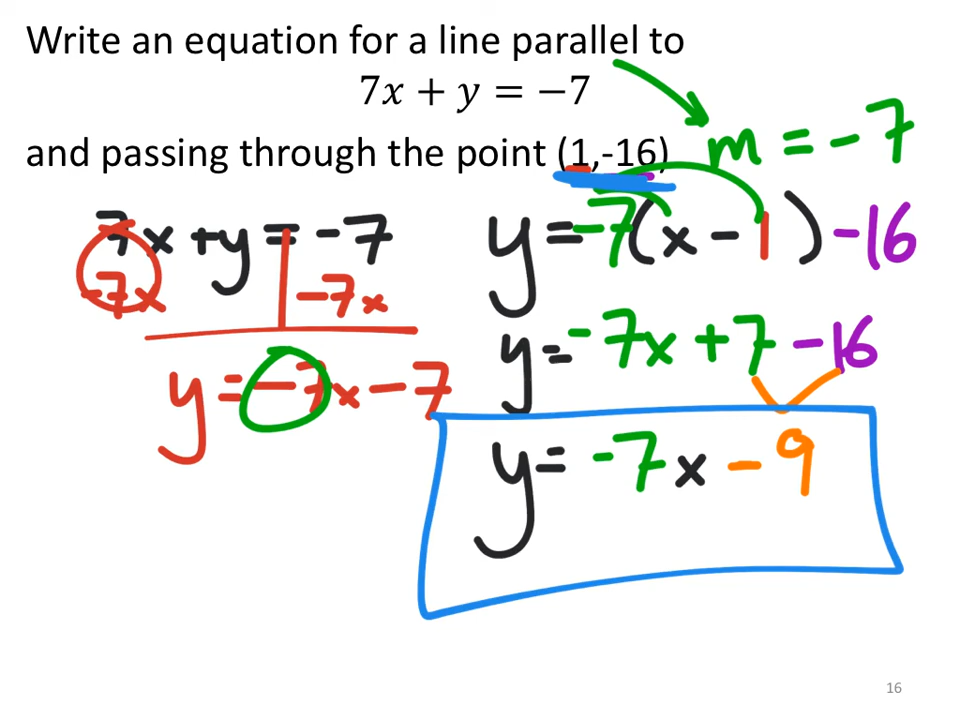 Write an equation for a line parallel to
7x + y = −7
and passing through the point (1,-16)
m = -7
7x + y = -7
-7x -7x
y = -7x - 7
y = -7(x - 1) - 16
y = -7x + 7 - 16
y = -7x - 9
16